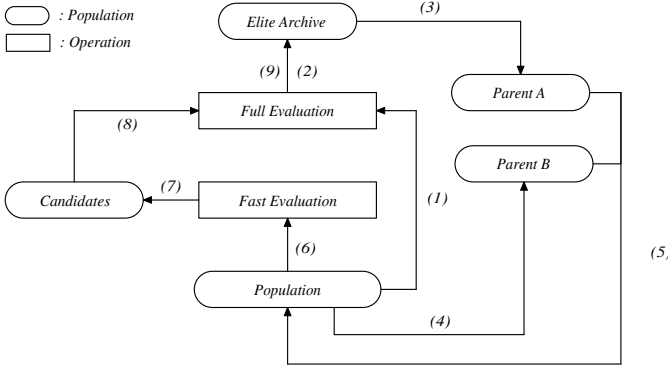 : Population
: Operation
Elite Archive
(3)
(9) (2)
Parent A
Full Evaluation
(8)
Parent B
(7)
Candidates
Fast Evaluation
(1)
(6)
(5)
Population
(4)